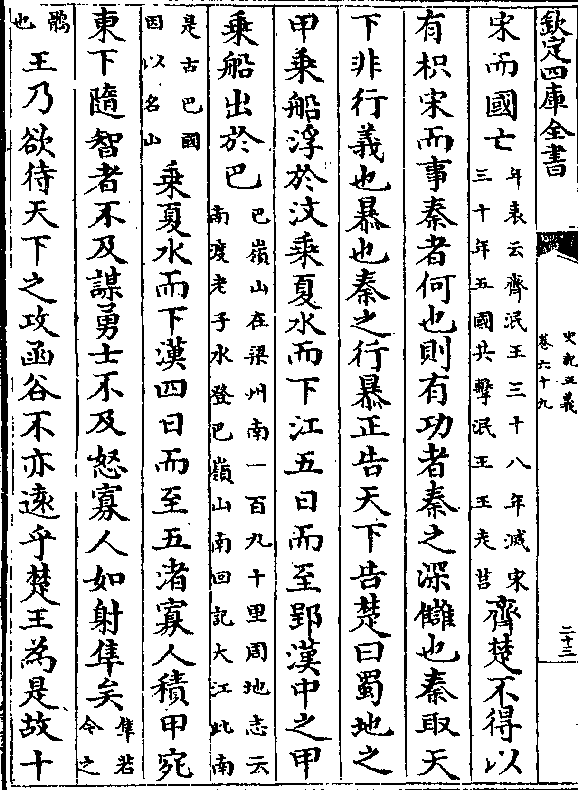 欽定四庫全書
史記正義
卷六十九
二十三
宋而國亡年表云齊泯王三十八年滅宋三十年五國共擊泯王王走莒齊楚不得以
有枳宋而事秦者何也則有功者秦之深讎也秦取天
下非行義也暴也秦之行暴正告天下告楚曰蜀地之
甲乘船浮於汶乘夏水而下江五日而至郢漢中之甲
乘船出於巴巴嶺山在梁州南一百九十里周地志云南渡老子水登巴嶺山南回記大江此南
是古巴國因以名山乘夏水而下漢四日而至五渚寡人積甲宛
東下隨智者不及謀勇士不及怒寡人如射隼矣隼若今之
鶻也王乃欲待天下之攻函谷不亦遠乎楚王為是故十